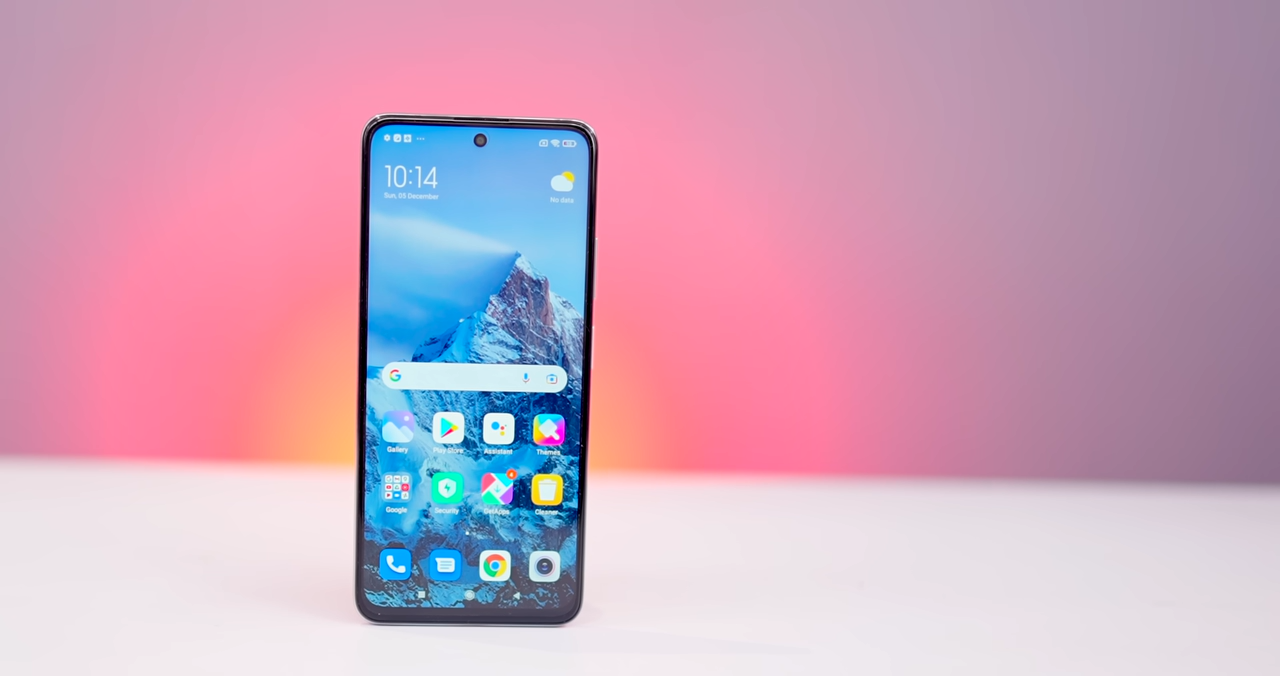 10:14
Sun, 05 December
No data
Gallery
Play Store
Assistant
Themes
Google
Security
GetApps
Cleaner